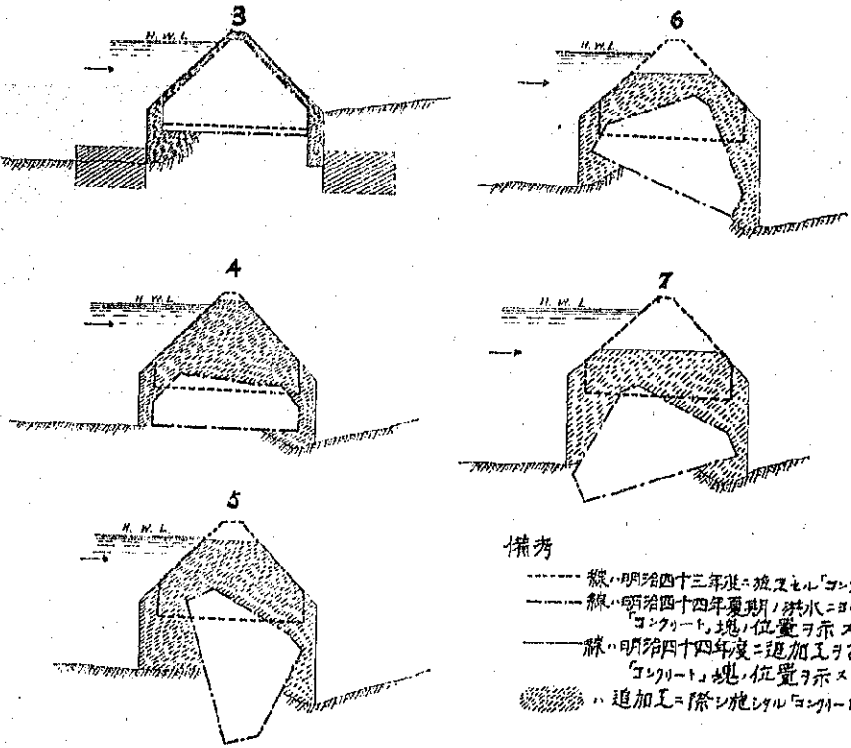 3
H. W. L.
6
H. W. L.
4
H. W. L.
7
H. W. L.
5
H. W. L.
備考
線ハ明治四十三年度ニ施工セル「コンク
線ハ明治四十四年夏期ノ洪水ニヨ
「コンクリート」塊ノ位置ヲ示ス
線ハ明治四十四年度ニ追加工ヲ
「コンクリート」塊ノ位置ヲ示ス
ハ追加工ニ際シ施シタル「コンクリー